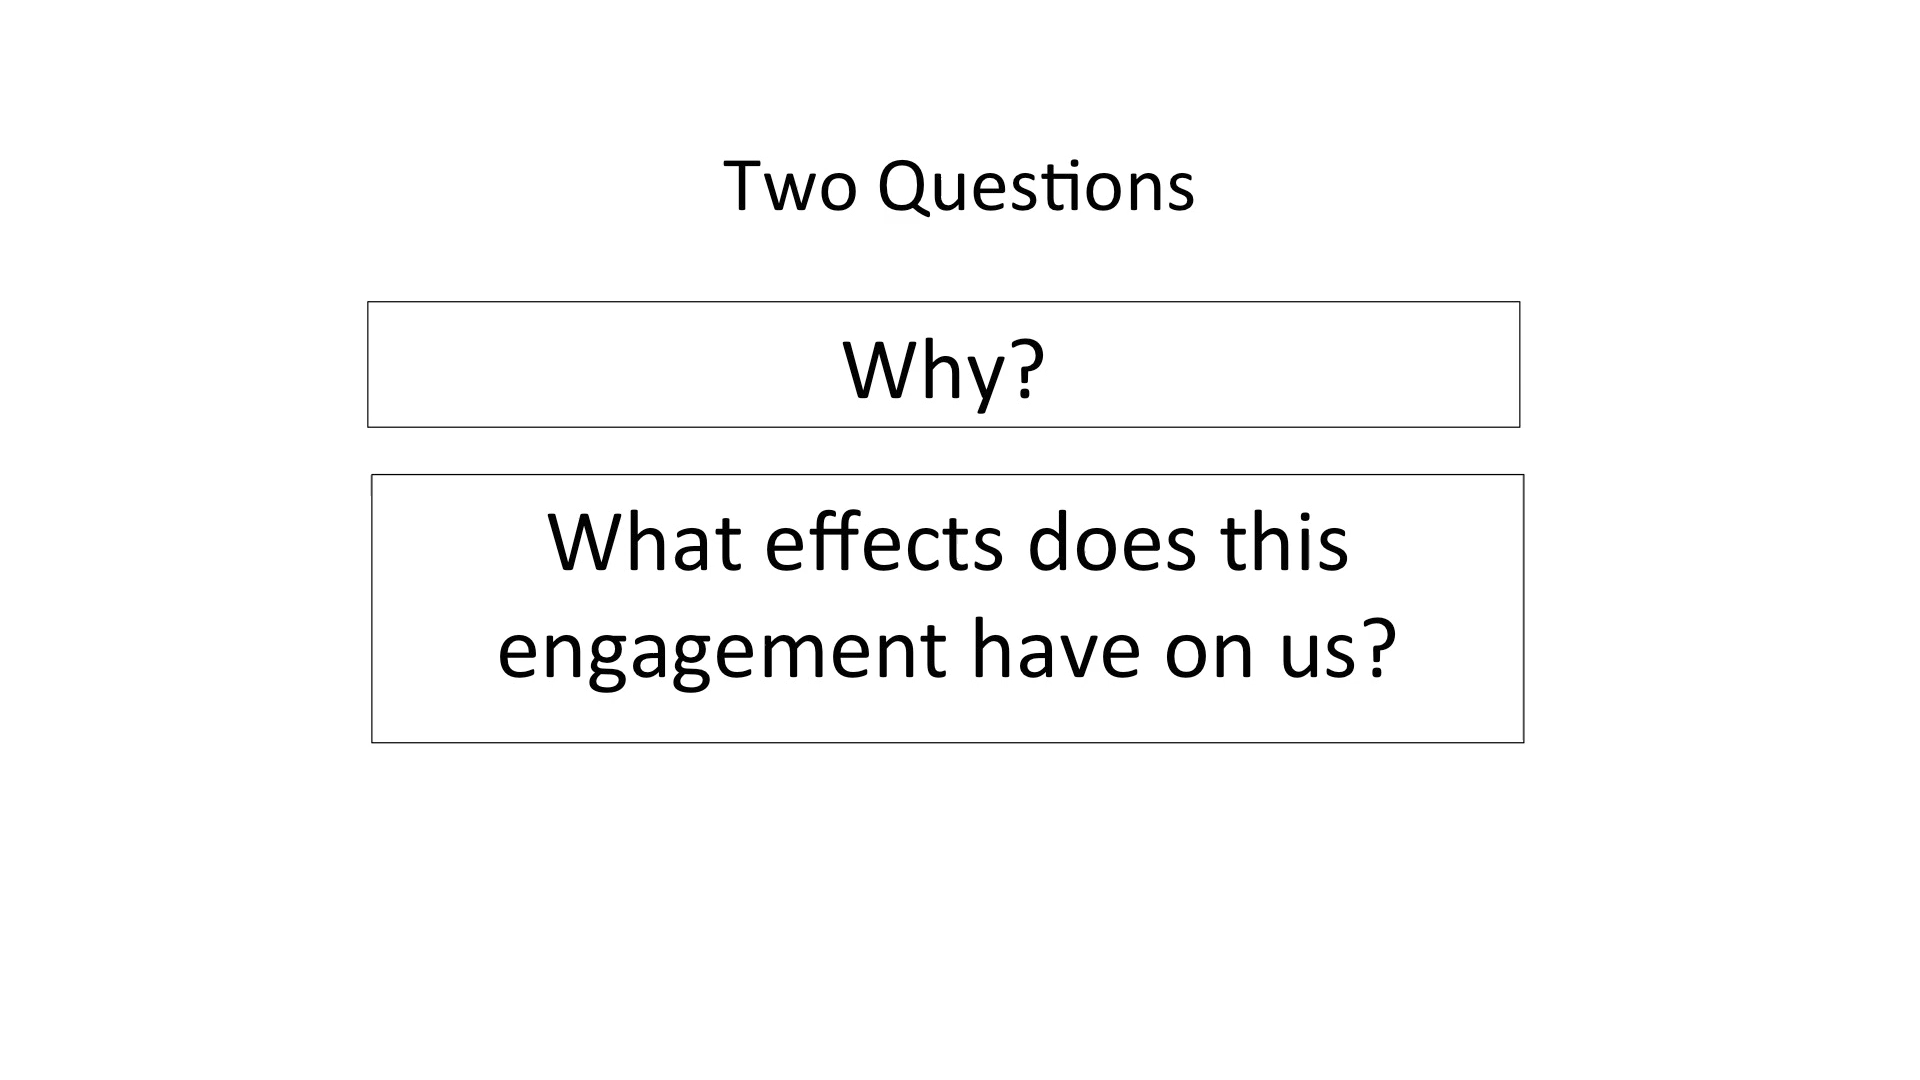 Two Questions
Why?
What effects does this
engagement have on us?